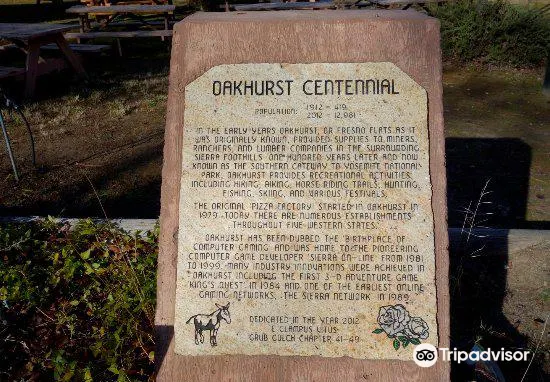 OAKHURST CENTENNIAL
POPULATION: 1912 - 419
2012 - 12,081
IN THE EARLY YEARS OAKHURST, OR FRESNO FLATS AS IT
WAS ORIGINALLY KNOWN, PROVIDED SUPPLIES TO MINERS,
RANCHERS AND LUMBER COMPANIES IN THE SURROUNDING
SIERRA FOOTHILLS. ONE HUNDRED YEARS LATER AND NOW
KNOWN AS THE SOUTHERN GATEWAY TO YOSEMITE NATIONAL
PARK, OAKHURST PROVIDES RECREATIONAL ACTIVITIES
INCLUDING HIKING, BIKING, HORSE RIDING TRAILS, HUNTING,
FISHING, SKIING, AND VARIOUS FESTIVALS.
THE ORIGINAL PIZZA FACTORY STARTED IN OAKHURST IN
1979. TODAY THERE ARE NUMEROUS ESTABLISHMENTS
THROUGHOUT FIVE WESTERN STATES.
OAKHURST HAS BEEN DUBBED THE "BIRTHPLACE OF
COMPUTER GAMING" AND WAS HOME TO THE PIONEERING
COMPUTER GAME DEVELOPER "SIERRA ON-LINE" FROM 1981
TO 1999. MANY INDUSTRY INNOVATIONS WERE ACHIEVED IN
OAKHURST INCLUDING THE FIRST 3-D ADVENTURE GAME
"KING'S QUEST" IN 1984 AND ONE OF THE EARLIEST ONLINE
GAMING NETWORKS, "THE SIERRA NETWORK" IN 1989.
DEDICATED IN THE YEAR 2012
E CLAMPUS VITUS
GRUB GULCH CHAPTER 41-49
Tripadvisor